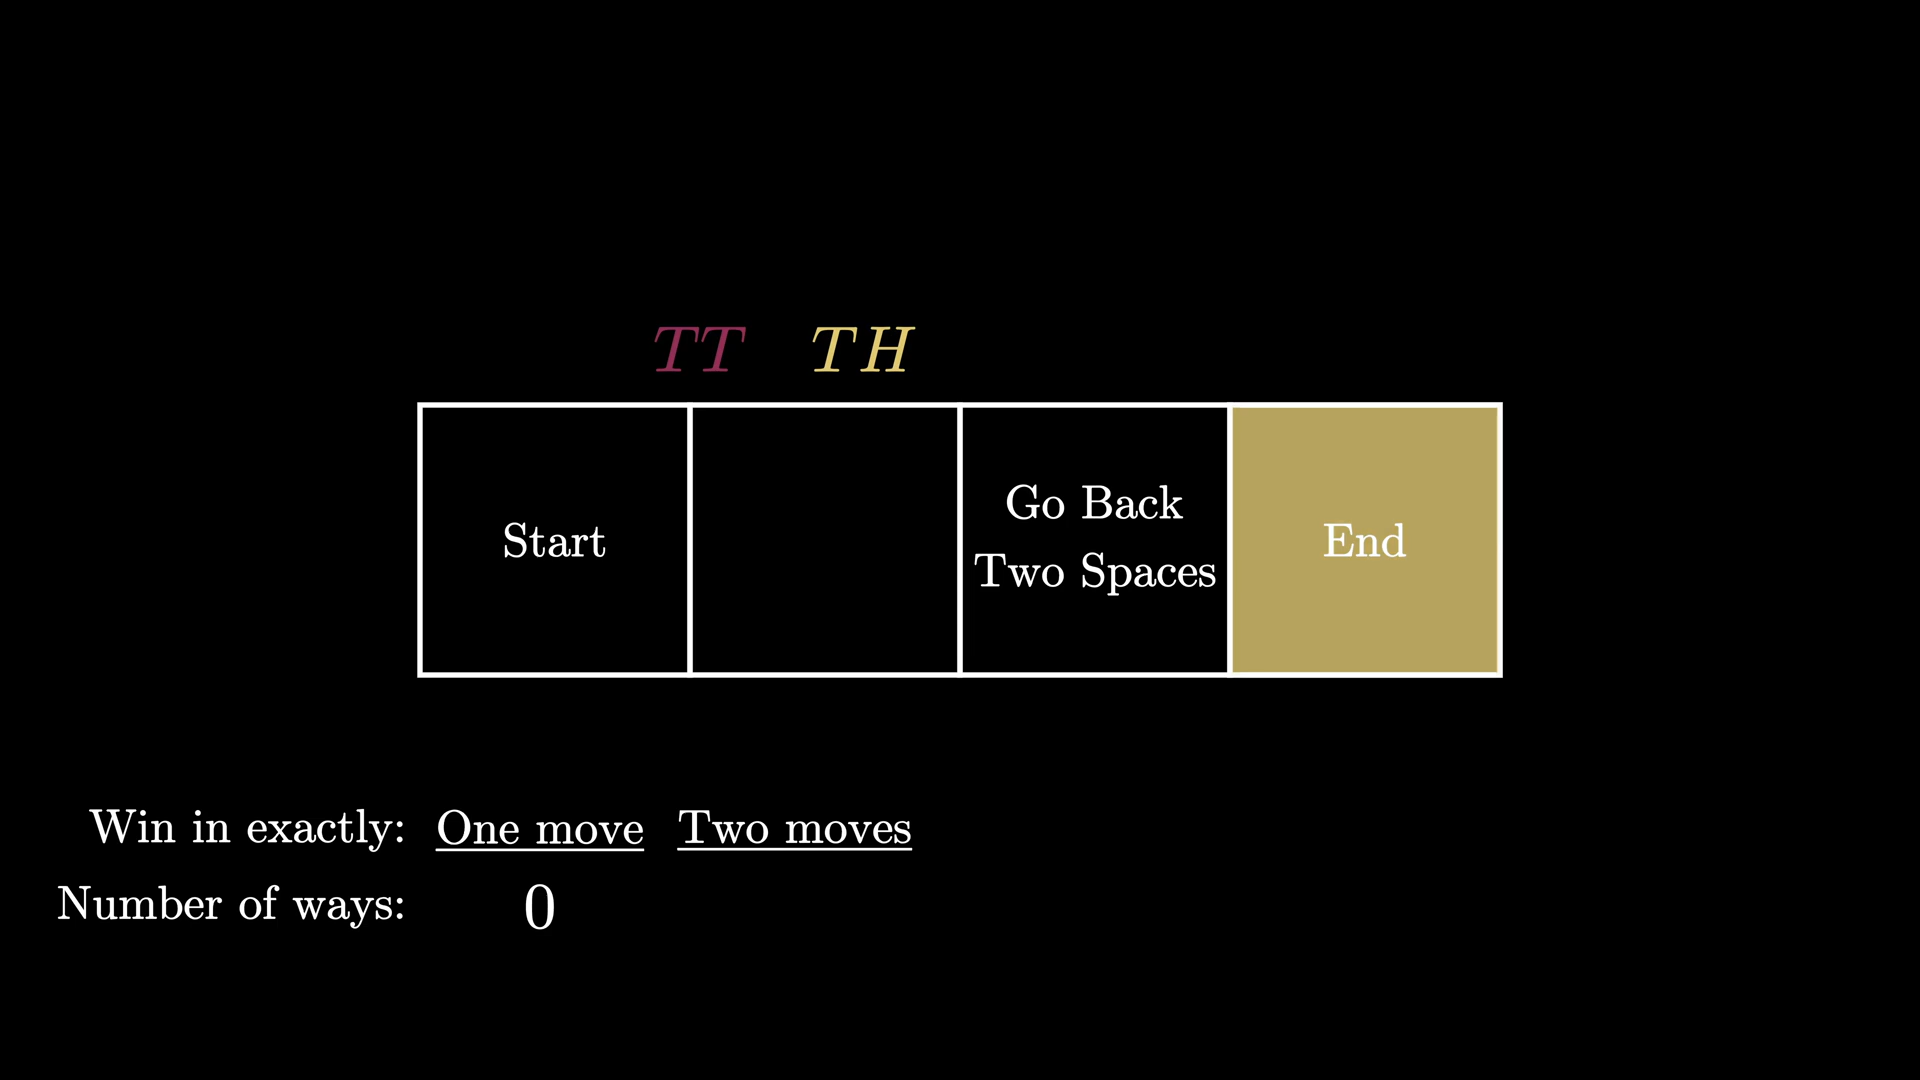 TT TH
Start
Go Back
Two Spaces
End
Win in exactly: One move Two moves
Number of ways: 0